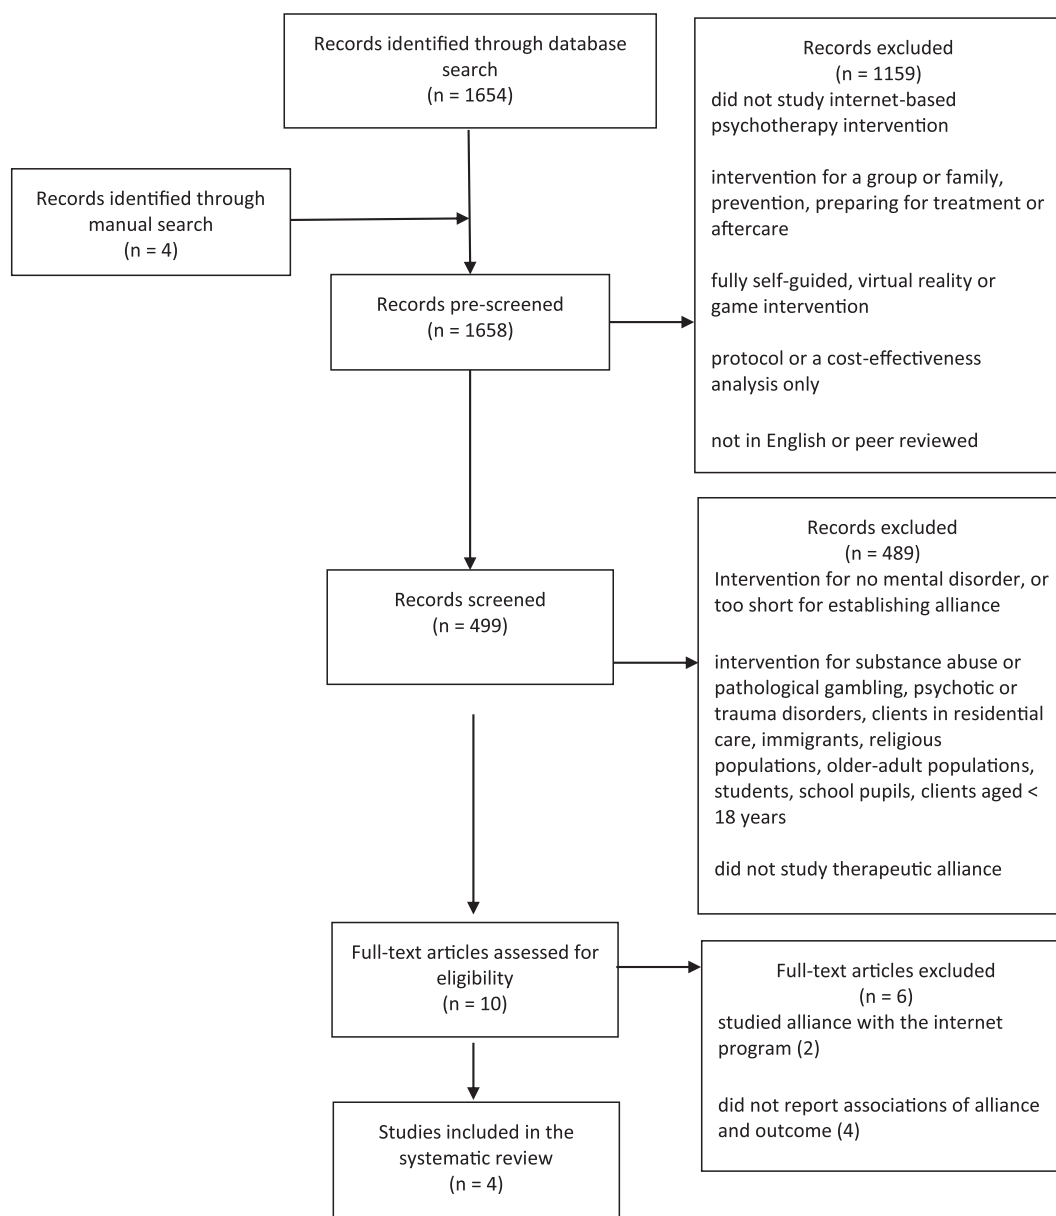 Records identified through database
search
(n = 1654)
Records identified through
manual search
(n = 4)
Records pre-screened
(n = 1658)
Records excluded
(n = 1159)
did not study internet-based
psychotherapy intervention
intervention for a group or family,
prevention, preparing for treatment or
aftercare
fully self-guided, virtual reality or
game intervention
protocol or a cost-effectiveness
analysis only
not in English or peer reviewed
Records screened
(n = 499)
Records excluded
(n = 489)
Intervention for no mental disorder, or
too short for establishing alliance
intervention for substance abuse or
pathological gambling, psychotic or
trauma disorders, clients in residential
care, immigrants, religious
populations, older-adult populations,
students, school pupils, clients aged <
18 years
did not study therapeutic alliance
Full-text articles assessed for
eligibility
(n = 10)
Full-text articles excluded
(n = 6)
studied alliance with the internet
program (2)
did not report associations of alliance
and outcome (4)
Studies included in the
systematic review
(n = 4)